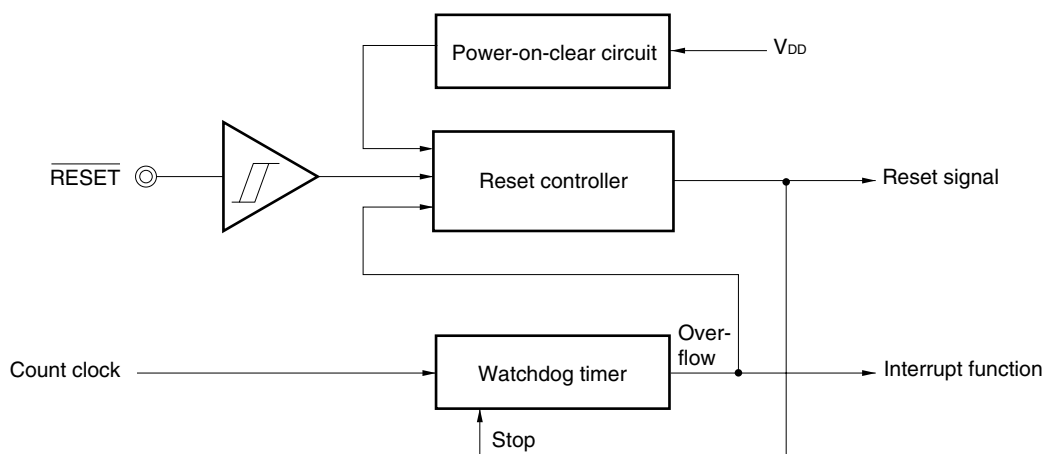 Power-on-clear circuit
VDD
RESET
Reset controller
Reset signal
Over-
flow
Count clock
Watchdog timer
Interrupt function
Stop